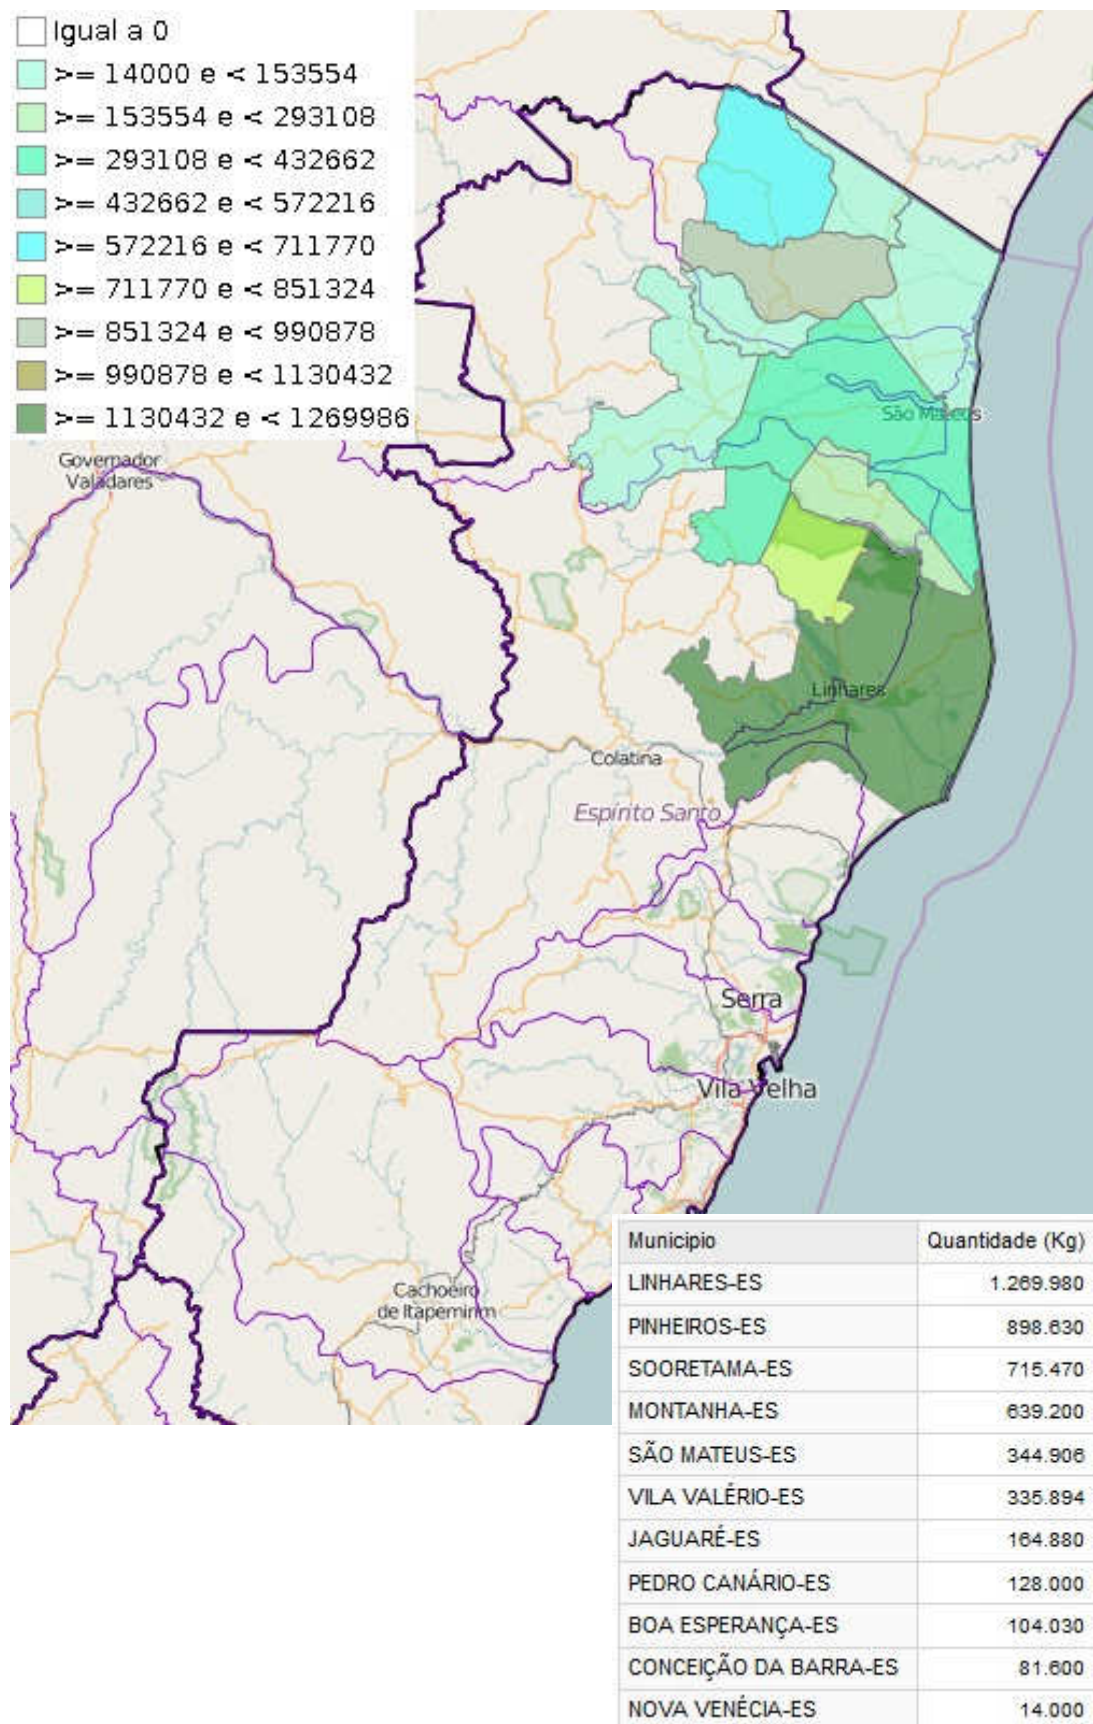 Igual a 0
>= 14000 e < 153554
>= 153554 e < 293108
>= 293108 e < 432662
>= 432662 e < 572216
>= 572216 e < 711770
>= 711770 e < 851324
>= 851324 e < 990878
>= 990878 e < 1130432
>= 1130432 e < 1269986
São Mateus
Governador
Valadares
Linhares
Colatina
Espírito Santo
Serra
Vila Velha
Cachoeiro
de Itapemirim
Municipio Quantidade (Kg)
LINHARES-ES 1.269.980
PINHEIROS-ES 898.630
SOORETAMA-ES 715.470
MONTANHA-ES 639.200
SÃO MATEUS-ES 344.906
VILA VALÉRIO-ES 335.894
JAGUARÉ-ES 164.880
PEDRO CANÁRIO-ES 128.000
BOA ESPERANÇA-ES 104.030
CONCEIÇÃO DA BARRA-ES 81.600
NOVA VENÉCIA-ES 14.000